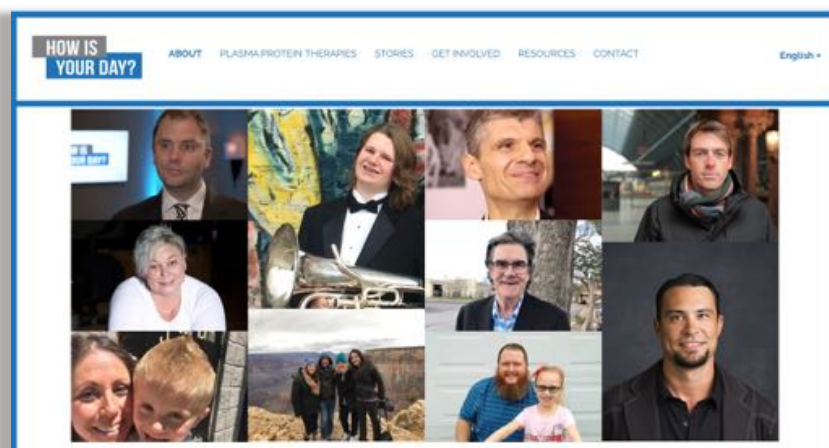 HOW IS
YOUR DAY?
ABOUT PLASMA PROTEIN THERAPIES STORIES GET INVOLVED RESOURCES CONTACT
English